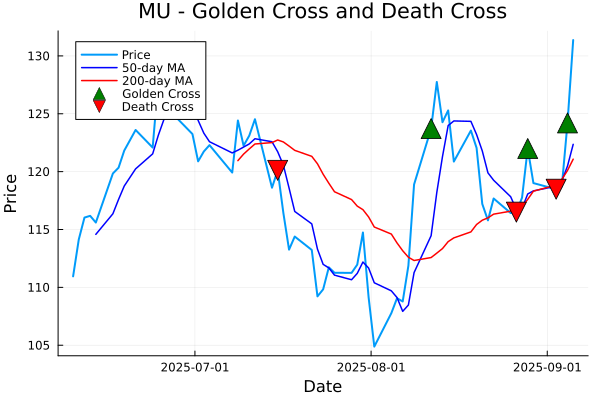 MU - Golden Cross and Death Cross
Price
50-day MA
200-day MA
Golden Cross
Death Cross
130
125
120
115
110
105
Price
2025-07-01
2025-08-01
2025-09-01
Date